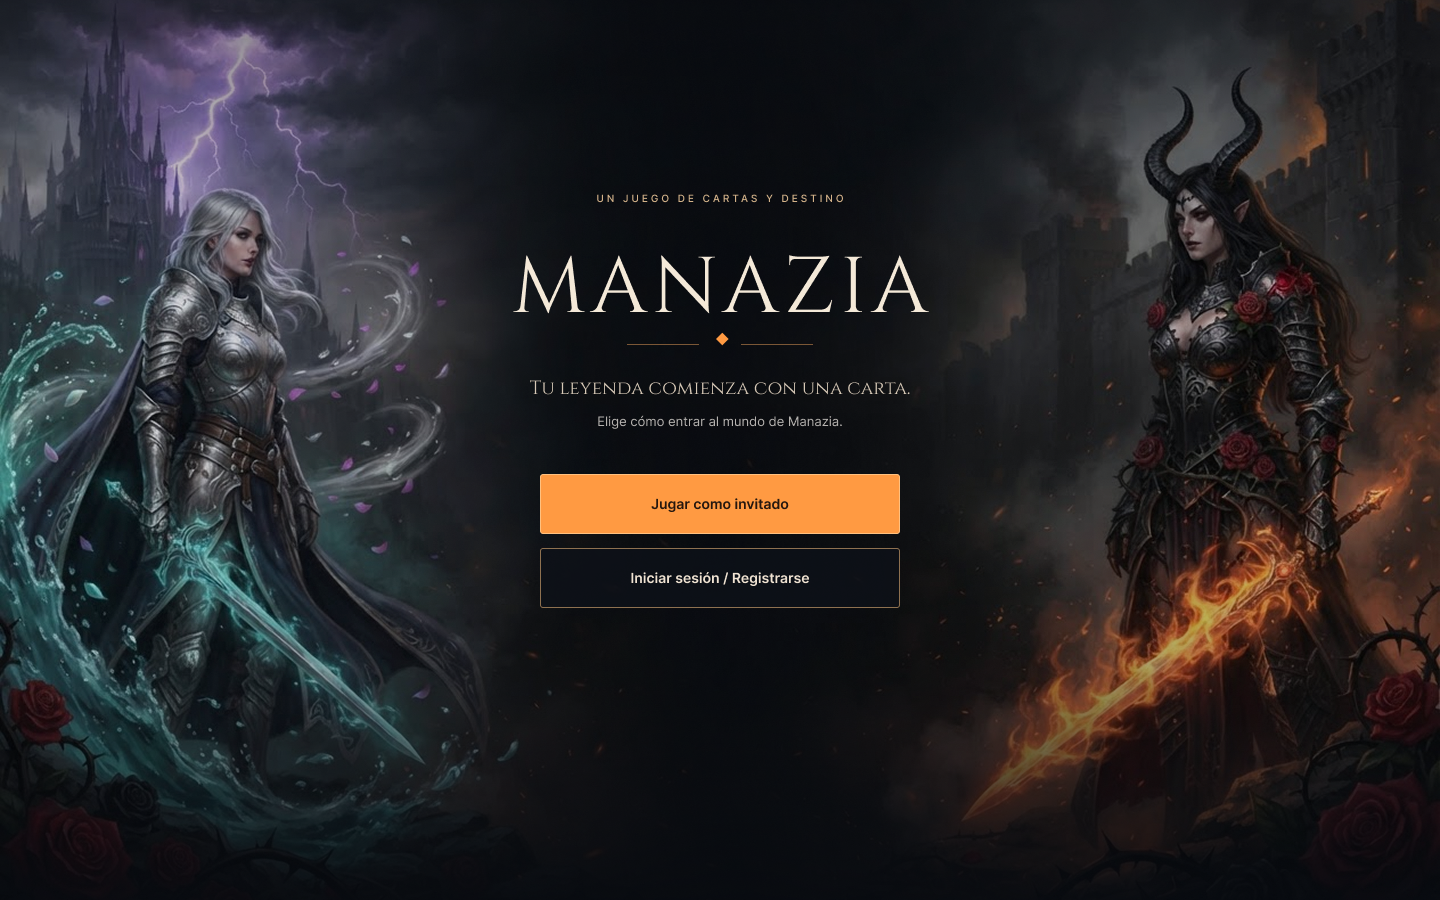 UN JUEGO DE CARTAS Y DESTINO
MANAZIA
Tu leyenda comienza con una carta.
Elige cómo entrar al mundo de Manazia.
Jugar como invitado
Iniciar sesión / Registrarse